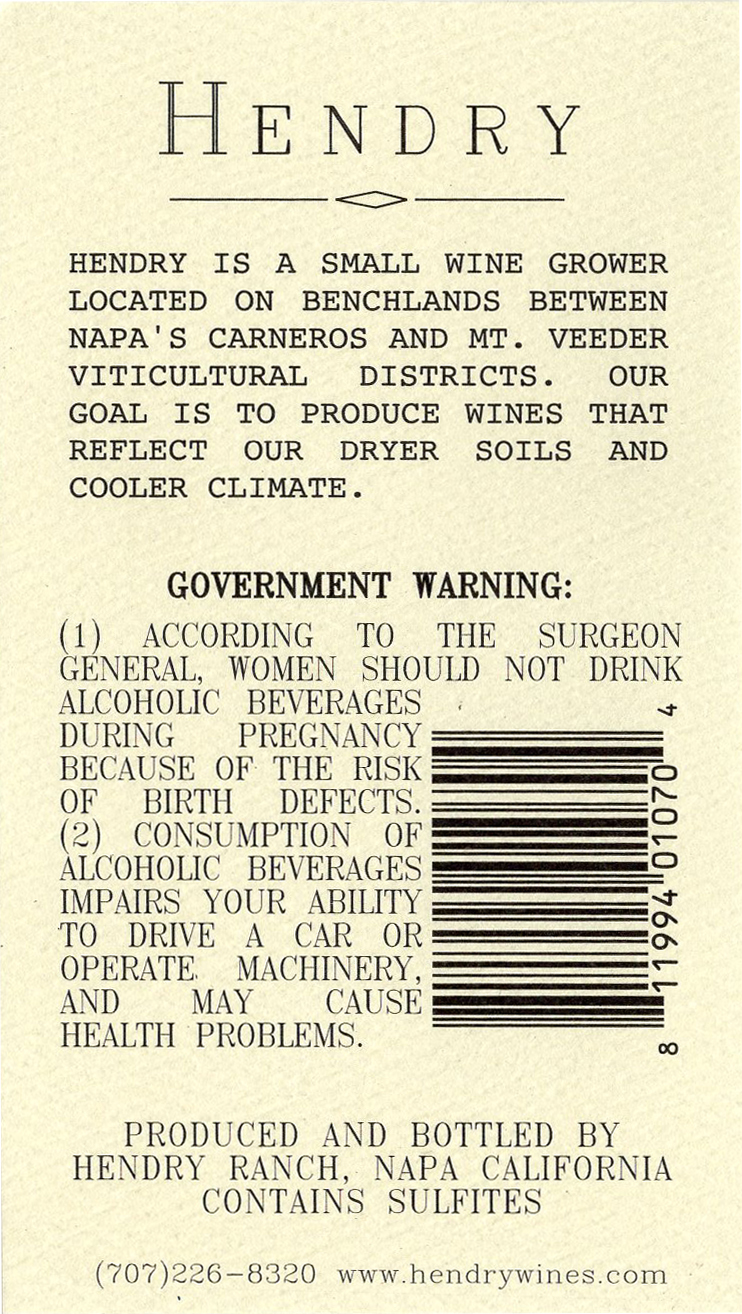 HENDRY
HENDRY IS A SMALL WINE GROWER
LOCATED ON BENCHLANDS BETWEEN
NAPA'S CARNEROS AND MT. VEEDER
VITICULTURAL DISTRICTS. OUR
GOAL IS TO PRODUCE WINES THAT
REFLECT OUR DRYER SOILS AND
COOLER CLIMATE.
GOVERNMENT WARNING:
(1) ACCORDING TO THE SURGEON
GENERAL, WOMEN SHOULD NOT DRINK
ALCOHOLIC BEVERAGES
DURING PREGNANCY
BECAUSE OF THE RISK
OF BIRTH DEFECTS.
(2) CONSUMPTION OF
ALCOHOLIC BEVERAGES
IMPAIRS YOUR ABILITY
TO DRIVE A CAR OR
OPERATE MACHINERY,
AND MAY CAUSE
HEALTH PROBLEMS.
8 11994 01070 4
PRODUCED AND BOTTLED BY
HENDRY RANCH, NAPA CALIFORNIA
CONTAINS SULFITES
(707)226-8320 www.hendrywines.com